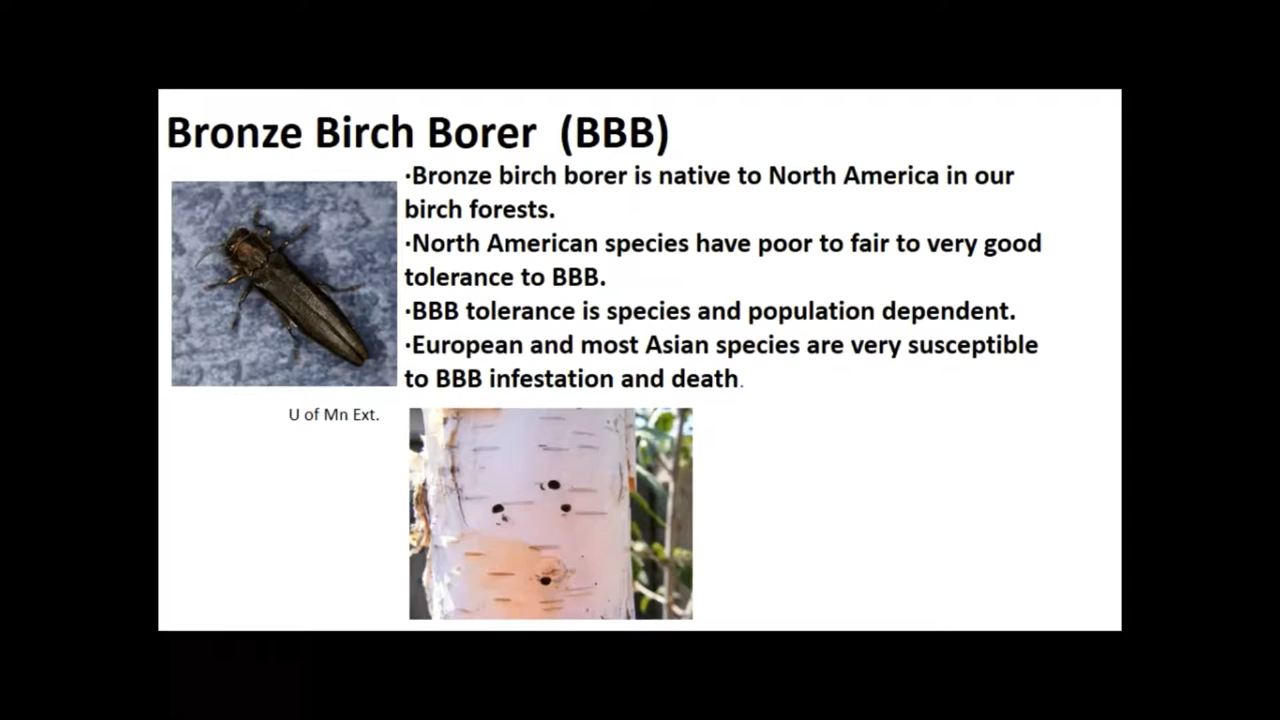 Bronze Birch Borer (BBB)
·Bronze birch borer is native to North America in our
birch forests.
·North American species have poor to fair to very good
tolerance to BBB.
·BBB tolerance is species and population dependent.
·European and most Asian species are very susceptible
to BBB infestation and death.
U of Mn Ext.